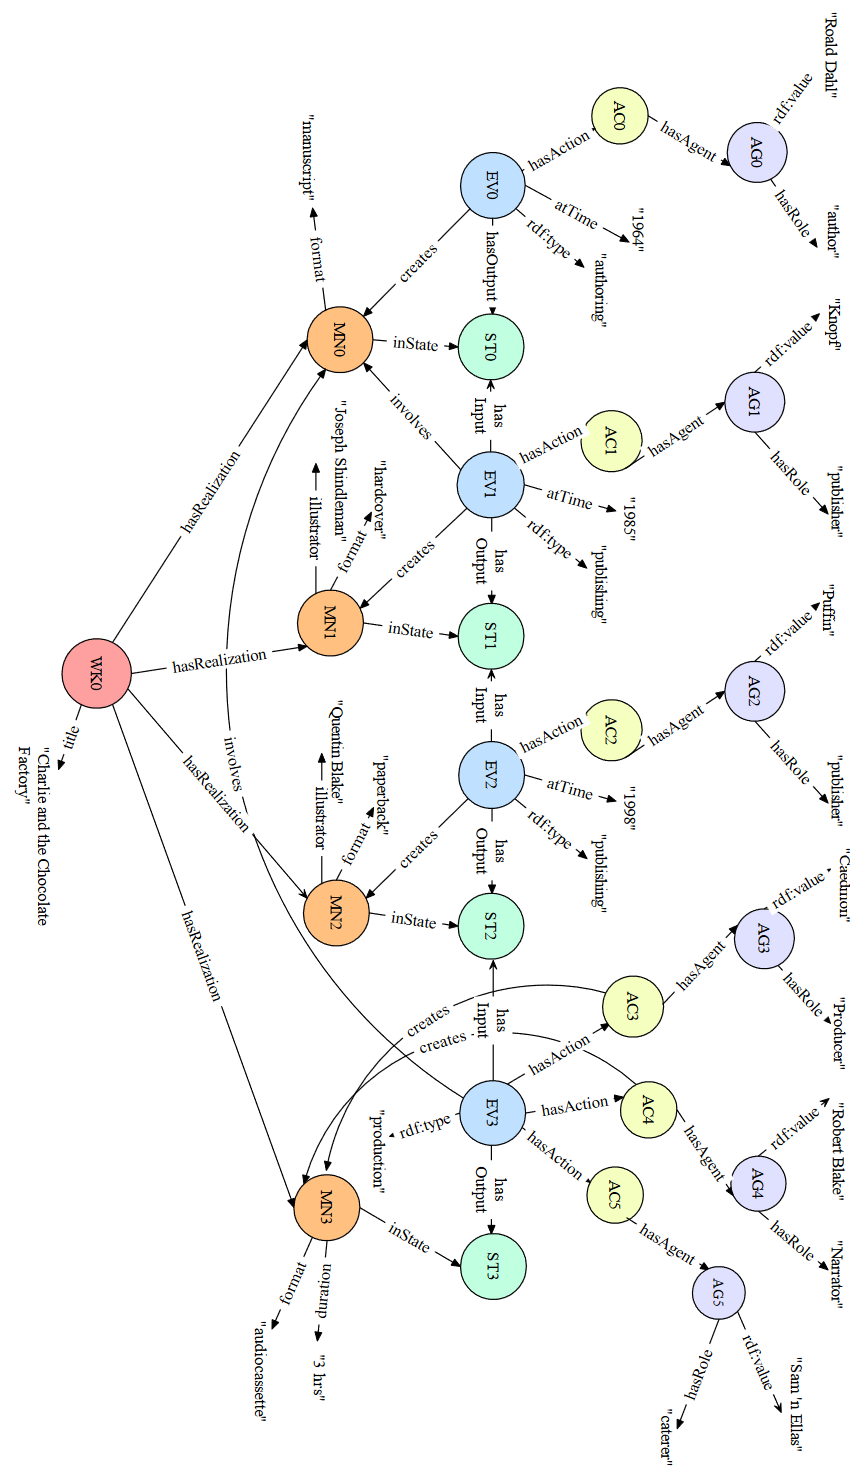 "Roald Dahl"
rdf:value
AC0
hasAgent
AG0
hasAction
hasRole
"author"
"manuscript"
EV0
atTime
"1964"
rdf:type
"authoring"
format
creates
hasOutput
"Knopf"
rdf:value
MN0
inState
ST0
AG1
involves
has
Input
hasAction
AC1
hasAgent
hasRole
"publisher"
"Joseph Shindleman"
illustrator
"hardcover"
format
EV1
atTime
"1985"
rdf:type
"publishing"
hasRealization
creates
has
Output
"Puffin"
rdf:value
MN1
inState
ST1
AG2
WK0
hasRealization
has
Input
hasAction
AC2
hasAgent
hasRole
"publisher"
title
"Charlie and the Chocolate
Factory"
hasRealization
involves
"Quentin Blake"
illustrator
"paperback"
format
EV2
atTime
"1998"
rdf:type
"publishing"
creates
has
Output
"Caedmon"
rdf:value
MN2
inState
ST2
AG3
hasRealization
has
Input
creates
creates
AC3
hasAgent
hasRole
"Producer"
hasAction
EV3
hasAction
AC4
rdf:type
"production"
hasAction
hasAgent
"Robert Blake"
rdf:value
AG4
hasRole
"Narrator"
has
Output
AC5
MN3
inState
ST3
hasAgent
AG5
format
"audiocassette"
duration
"3 hrs"
hasRole
"caterer"
rdf:value
"Sam 'n Ellas"